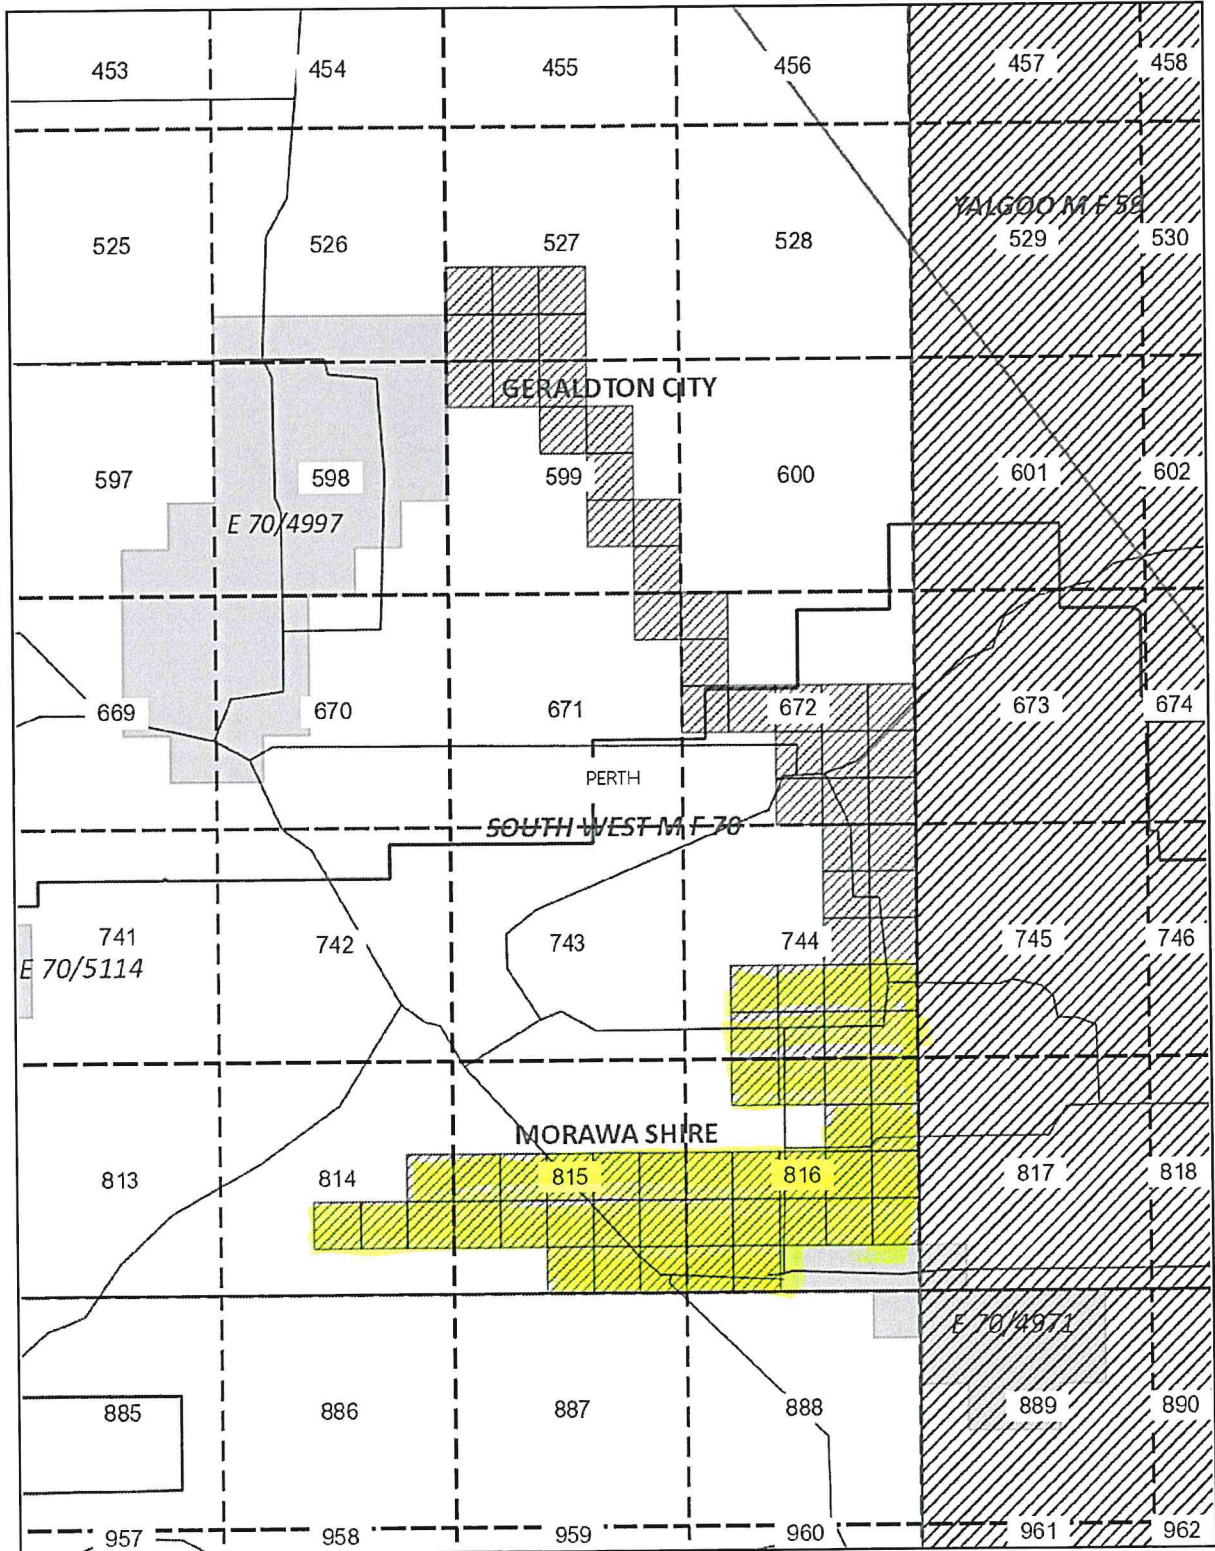 453 454 455 456 457 458
YALGOO M F 59
525 526 527 528 529 530
GERALDTON CITY
597 598 599 600 601 602
E 70/4997
669 670 671 672 673 674
PERTH
SOUTH WEST M F 70
741 742 743 744 745 746
E 70/5114
MORAWA SHIRE
813 814 815 816 817 818
E 70/4971
885 886 887 888 889 890
957 958 959 960 961 962